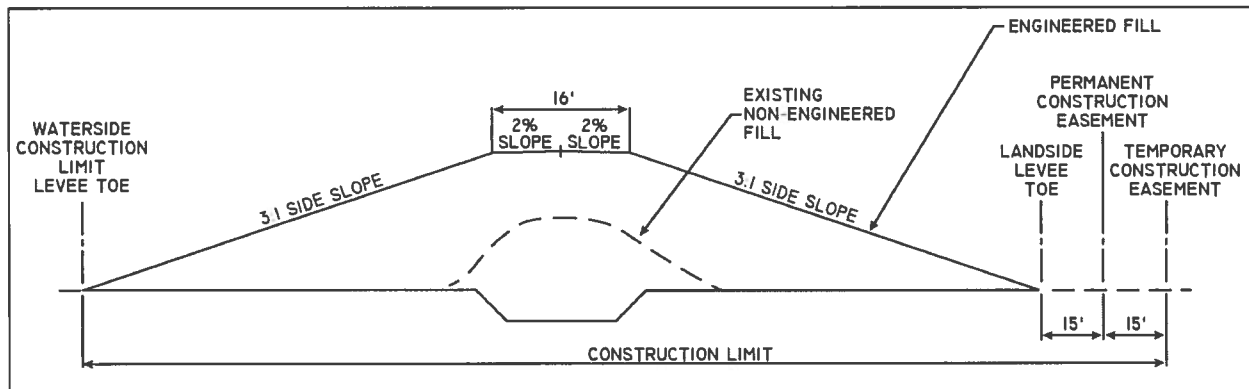 ENGINEERED FILL
16'
EXISTING
NON-ENGINEERED
FILL
PERMANENT
CONSTRUCTION
EASEMENT
WATERSIDE
CONSTRUCTION
LIMIT
LEVEE TOE
2%
SLOPE
2%
SLOPE
LANDSIDE
LEVEE
TOE
TEMPORARY
CONSTRUCTION
EASEMENT
3:1 SIDE SLOPE
3:1 SIDE SLOPE
15'
15'
CONSTRUCTION LIMIT